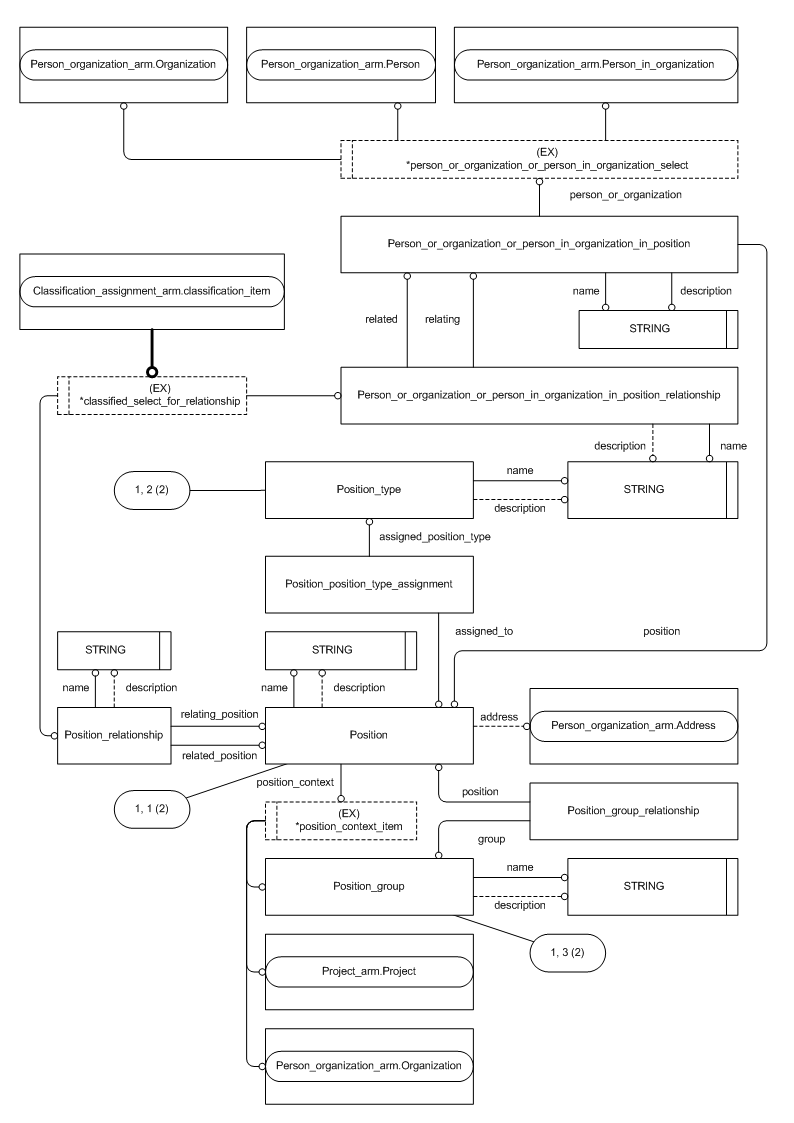 Person_organization_arm.Organization
Person_organization_arm.Person
Person_organization_arm.Person_in_organization
(EX)
*person_or_organization_or_person_in_organization_select
person_or_organization
Person_or_organization_or_person_in_organization_in_position
Classification_assignment_arm.classification_item
name
description
related
relating
STRING
(EX)
*classified_select_for_relationship
Person_or_organization_or_person_in_organization_in_position_relationship
description
name
1, 2 (2)
Position_type
name
description
STRING
assigned_position_type
Position_position_type_assignment
assigned_to
position
STRING
STRING
name
description
name
description
Position_relationship
relating_position
related_position
Position
address
Person_organization_arm.Address
position_context
1, 1 (2)
(EX)
*position_context_item
position
Position_group_relationship
group
Position_group
name
description
STRING
1, 3 (2)
Project_arm.Project
Person_organization_arm.Organization